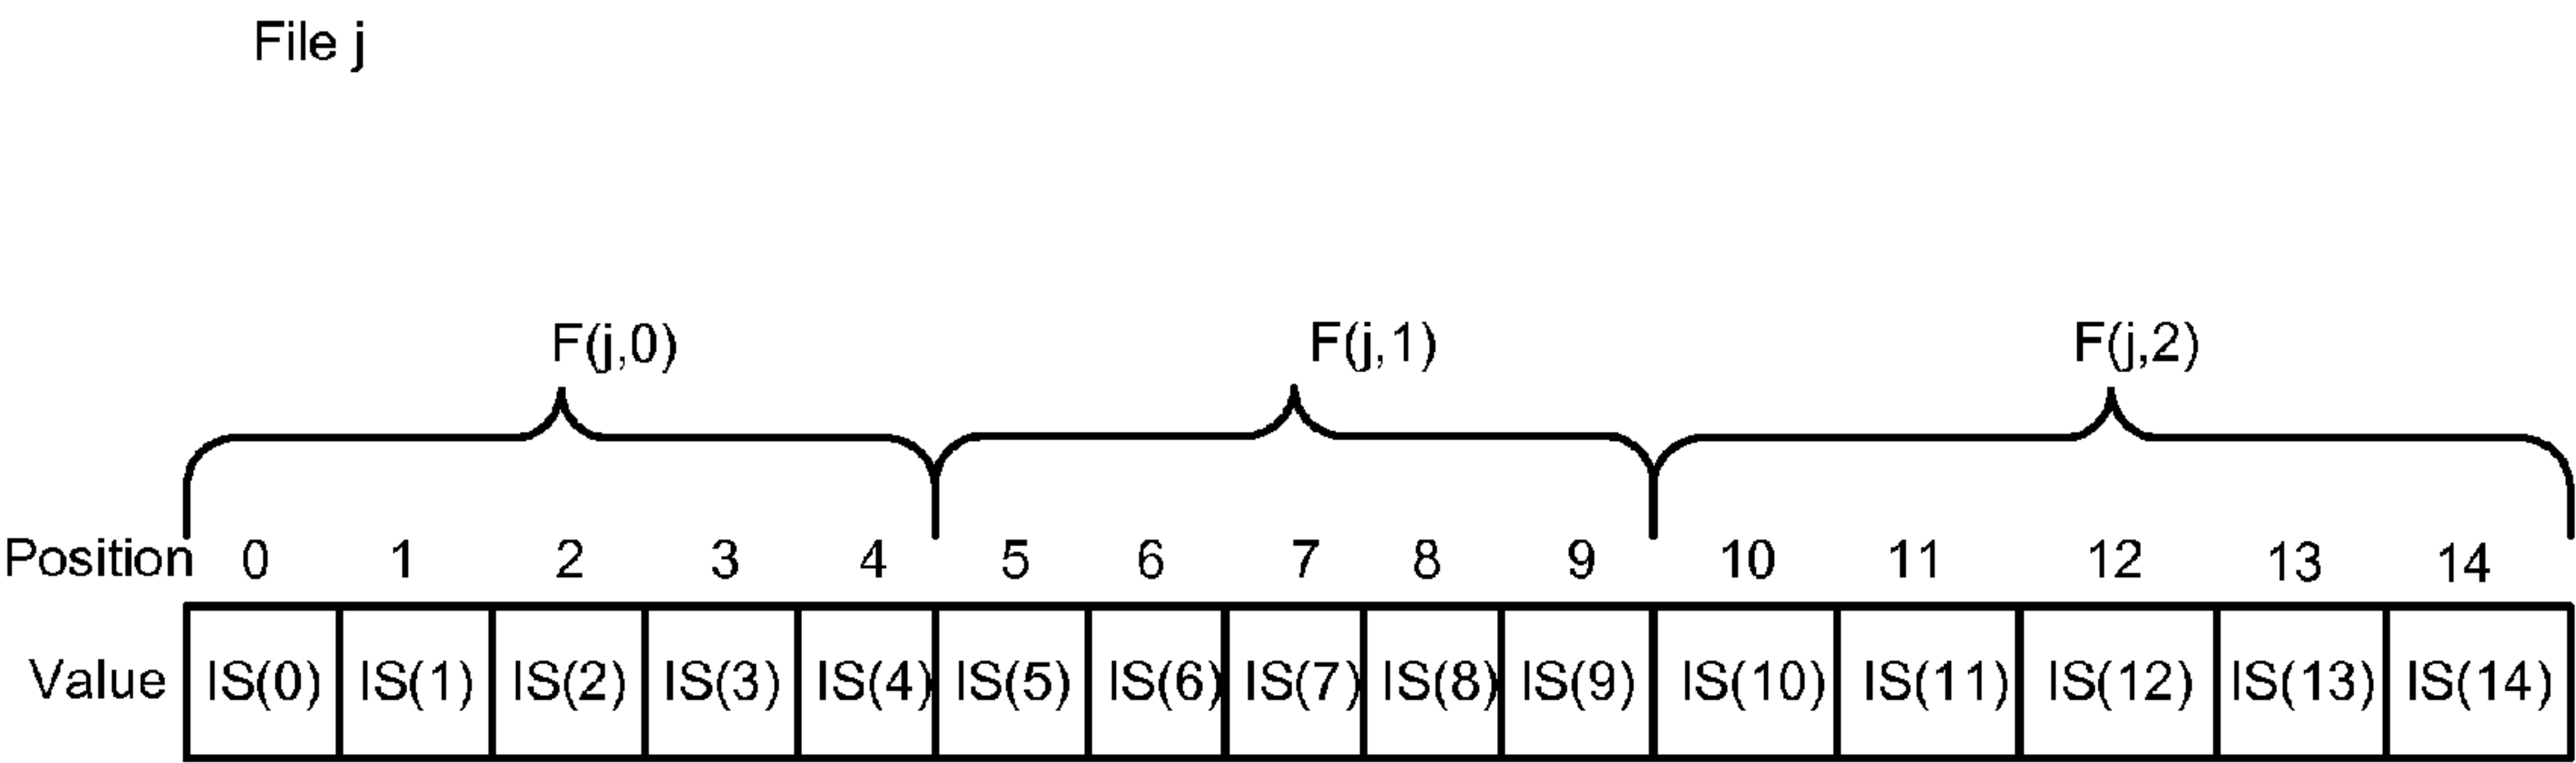 File j
F(j,0) F(j,1) F(j,2)
Position 0 1 2 3 4 5 6 7 8 9 10 11 12 13 14
Value IS(0) IS(1) IS(2) IS(3) IS(4) IS(5) IS(6) IS(7) IS(8) IS(9) IS(10) IS(11) IS(12) IS(13) IS(14)